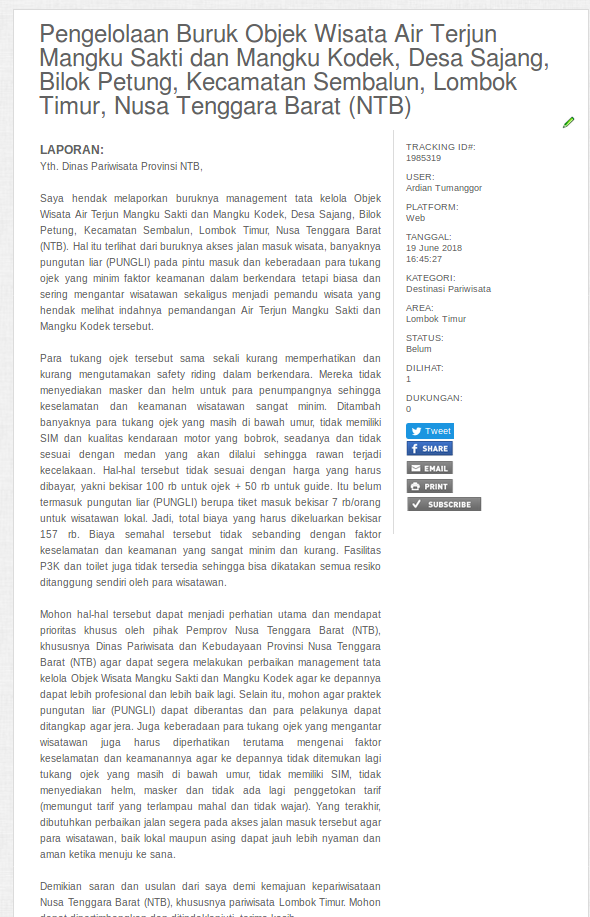 Pengelolaan Buruk Objek Wisata Air Terjun
Mangku Sakti dan Mangku Kodek, Desa Sajang,
Bilok Petung, Kecamatan Sembalun, Lombok
Timur, Nusa Tenggara Barat (NTB)
LAPORAN:
Yth. Dinas Pariwisata Provinsi NTB,
Saya hendak melaporkan buruknya management tata kelola Objek
Wisata Air Terjun Mangku Sakti dan Mangku Kodek, Desa Sajang, Bilok
Petung, Kecamatan Sembalun, Lombok Timur, Nusa Tenggara Barat
(NTB). Hal itu terlihat dari buruknya akses jalan masuk wisata, banyaknya
pungutan liar (PUNGLI) pada pintu masuk dan keberadaan para tukang
ojek yang minim faktor keamanan dalam berkendara tetapi biasa dan
sering mengantar wisatawan sekaligus menjadi pemandu wisata yang
hendak melihat indahnya pemandangan Air Terjun Mangku Sakti dan
Mangku Kodek tersebut.
Para tukang ojek tersebut sama sekali kurang memperhatikan dan
kurang mengutamakan safety riding dalam berkendara. Mereka tidak
menyediakan masker dan helm untuk para penumpangnya sehingga
keselamatan dan keamanan wisatawan sangat minim. Ditambah
banyaknya para tukang ojek yang masih di bawah umur, tidak memiliki
SIM dan kualitas kendaraan motor yang bobrok, seadanya dan tidak
sesuai dengan medan yang akan dilalui sehingga rawan terjadi
kecelakaan. Hal-hal tersebut tidak sesuai dengan harga yang harus
dibayar, yakni bekisar 100 rb untuk ojek + 50 rb untuk guide. Itu belum
termasuk pungutan liar (PUNGLI) berupa tiket masuk bekisar 7 rb/orang
untuk wisatawan lokal. Jadi, total biaya yang harus dikeluarkan bekisar
157 rb. Biaya semahal tersebut tidak sebanding dengan faktor
keselamatan dan keamanan yang sangat minim dan kurang. Fasilitas
P3K dan toilet juga tidak tersedia sehingga bisa dikatakan semua resiko
ditanggung sendiri oleh para wisatawan.
Mohon hal-hal tersebut dapat menjadi perhatian utama dan mendapat
prioritas khusus oleh pihak Pemprov Nusa Tenggara Barat (NTB),
khususnya Dinas Pariwisata dan Kebudayaan Provinsi Nusa Tenggara
Barat (NTB) agar dapat segera melakukan perbaikan management tata
kelola Objek Wisata Mangku Sakti dan Mangku Kodek agar ke depannya
dapat lebih profesional dan lebih baik lagi. Selain itu, mohon agar praktek
pungutan liar (PUNGLI) dapat diberantas dan para pelakunya dapat
ditangkap agar jera. Juga keberadaan para tukang ojek yang mengantar
wisatawan juga harus diperhatikan terutama mengenai faktor
keselamatan dan keamanannya agar ke depannya tidak ditemukan lagi
tukang ojek yang masih di bawah umur, tidak memiliki SIM, tidak
menyediakan helm, masker dan tidak ada lagi penggetokan tarif
(memungut tarif yang terlampau mahal dan tidak wajar). Yang terakhir,
dibutuhkan perbaikan jalan segera pada akses jalan masuk tersebut agar
para wisatawan, baik lokal maupun asing dapat jauh lebih nyaman dan
aman ketika menuju ke sana.
Demikian saran dan usulan dari saya demi kemajuan kepariwisataan
Nusa Tenggara Barat (NTB), khususnya pariwisata Lombok Timur. Mohon
dapat dipertimbangkan dan ditindaklanjuti, terima kasih.
TRACKING ID#:
1985319
USER:
Ardian Tumanggor
PLATFORM:
Web
TANGGAL:
19 June 2018
16:45:27
KATEGORI:
Destinasi Pariwisata
AREA:
Lombok Timur
STATUS:
Belum
DILIHAT:
1
DUKUNGAN:
0
Tweet
SHARE
EMAIL
PRINT
SUBSCRIBE